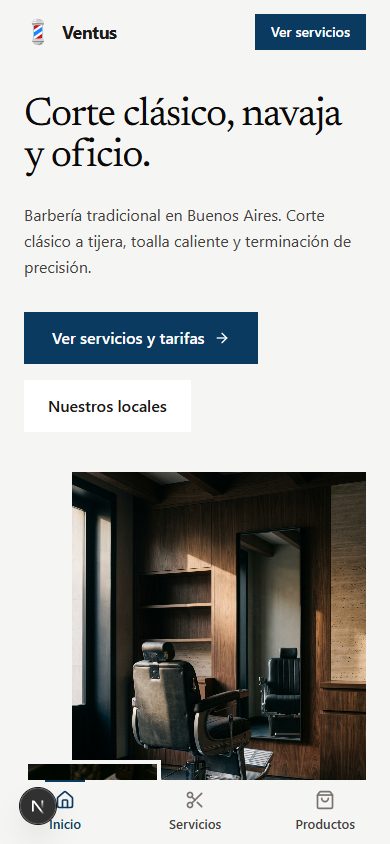 Ventus
Ver servicios
Corte clásico, navaja
y oficio.
Barbería tradicional en Buenos Aires. Corte
clásico a tijera, toalla caliente y terminación de
precisión.
Ver servicios y tarifas →
Nuestros locales
N
Inicio
Servicios
Productos